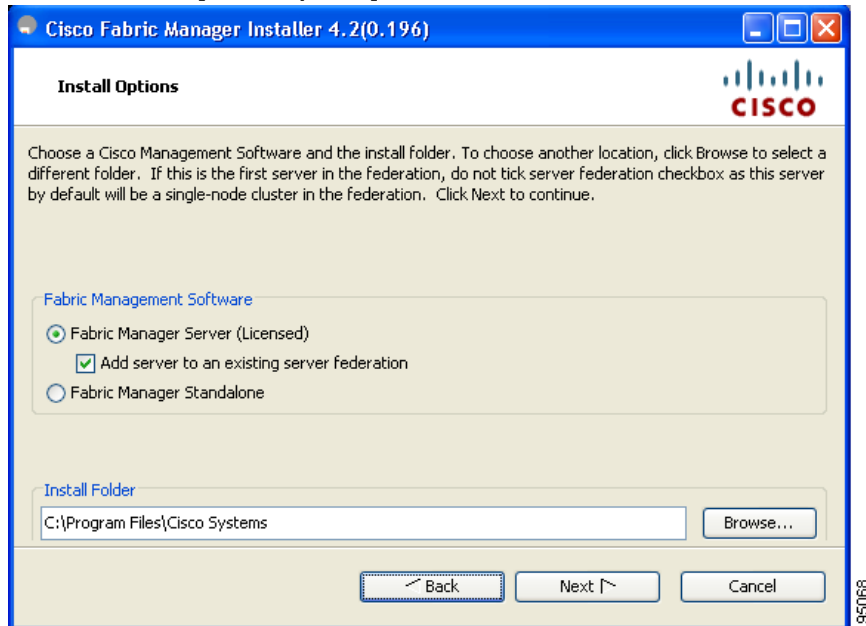 Cisco Fabric Manager Installer 4.2(0.196)
Install Options
CISCO
Choose a Cisco Management Software and the install folder. To choose another location, click Browse to select a
different folder. If this is the first server in the federation, do not tick server federation checkbox as this server
by default will be a single-node cluster in the federation. Click Next to continue.
Fabric Management Software
Fabric Manager Server (Licensed)
Add server to an existing server federation
Fabric Manager Standalone
Install Folder
C:\Program Files\Cisco Systems
Browse...
Back
Next
Cancel
95068